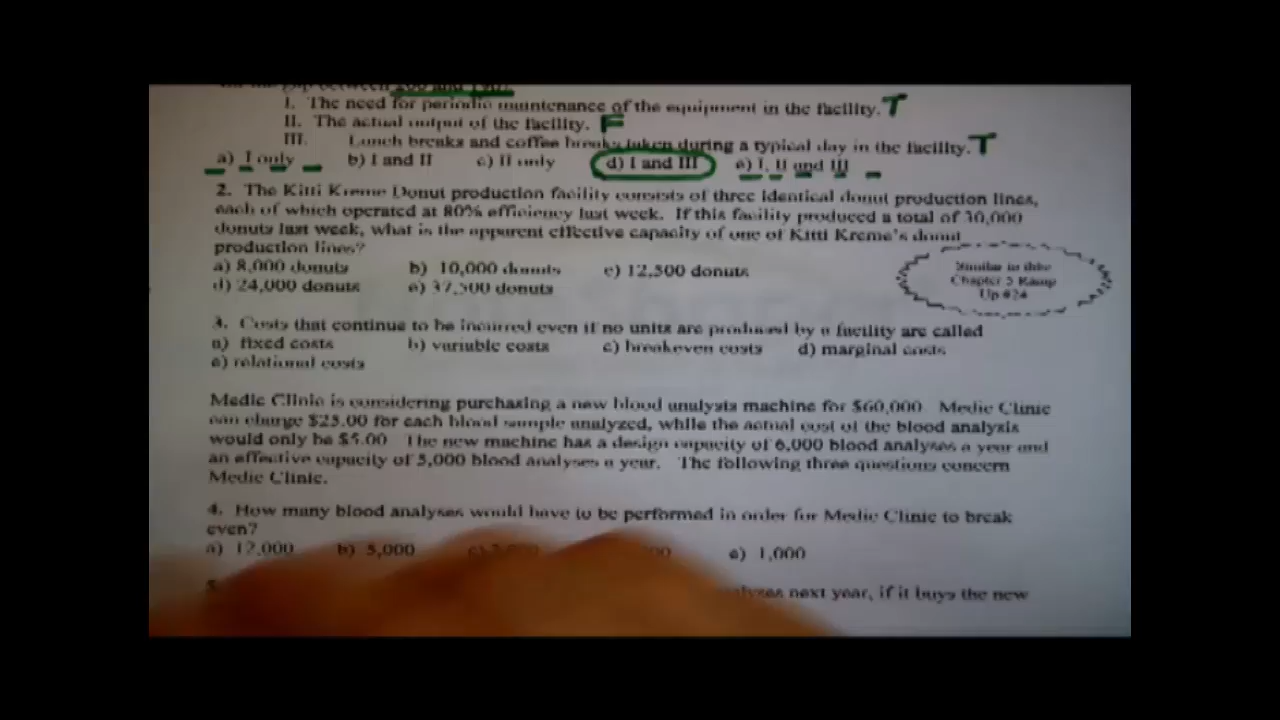 I. The need for periodic maintenance of the equipment in the facility. T
II. The actual output of the facility. F
III. Lunch breaks and coffee breaks taken during a typical day in the facility. T
a) I only b) I and II c) II only d) I and III e) I, II and III
2. The Kitti Kreme Donut production facility consists of three identical donut production lines,
each of which operated at 80% efficiency last week. If this facility produced a total of 30,000
donuts last week, what is the apparent effective capacity of one of Kitti Kreme's donut
production lines?
a) 8,000 donuts b) 10,000 donuts c) 12,500 donuts
d) 24,000 donuts e) 37,500 donuts
Similar to
Chapter 5 Ramp
Up #24
3. Costs that continue to be incurred even if no units are produced by a facility are called
a) fixed costs b) variable costs c) breakeven costs d) marginal costs
e) relational costs
Medic Clinic is considering purchasing a new blood analysis machine for $60,000. Medic Clinic
can charge $25.00 for each blood sample analyzed, while the actual cost of the blood analysis
would only be $5.00 The new machine has a design capacity of 6,000 blood analyses a year and
an effective capacity of 5,000 blood analyses a year. The following three questions concern
Medic Clinic.
4. How many blood analyses would have to be performed in order for Medic Clinic to break
even?
a) 12,000 b) 5,000 e) 1,000
next year, if it buys the new